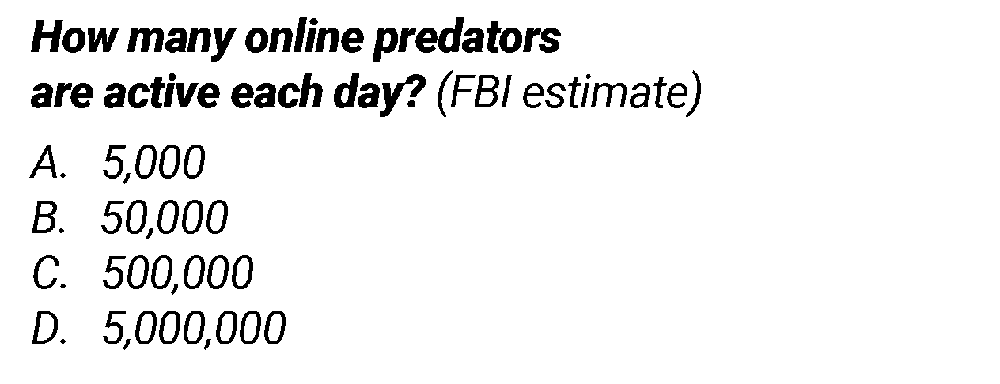 How many online predators
are active each day? (FBI estimate)
A. 5,000
B. 50,000
C. 500,000
D. 5,000,000